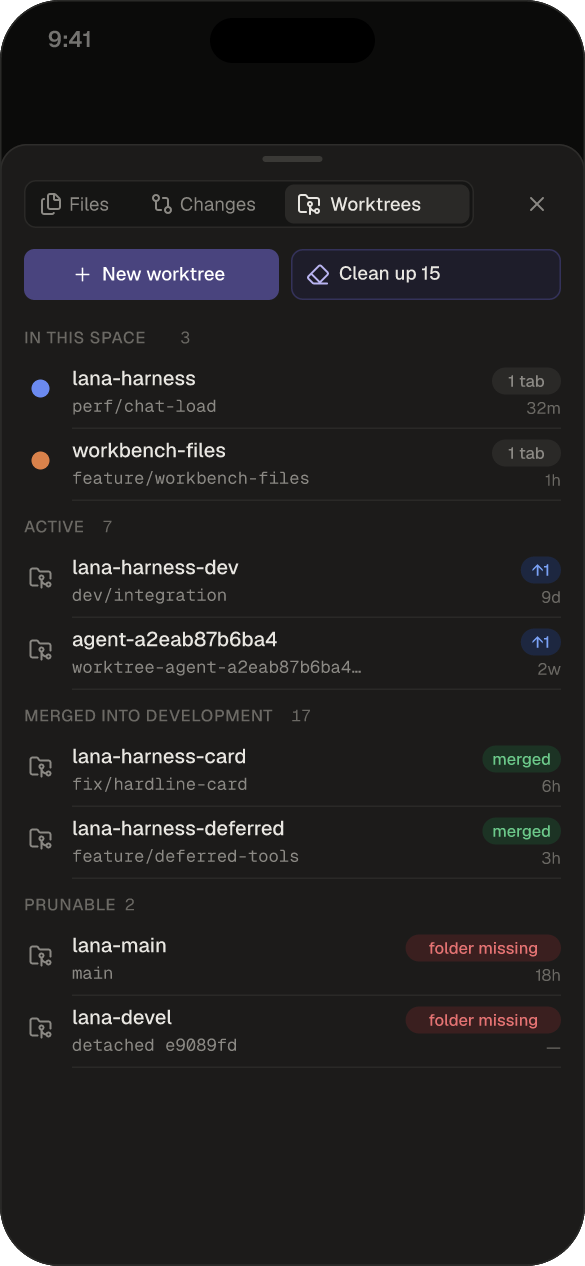 9:41
Files Changes Worktrees
+ New worktree Clean up 15
IN THIS SPACE 3
lana-harness 1 tab
perf/chat-load 32m
workbench-files 1 tab
feature/workbench-files 1h
ACTIVE 7
lana-harness-dev ↑1
dev/integration 9d
agent-a2eab87b6ba4 ↑1
worktree-agent-a2eab87b6ba4… 2w
MERGED INTO DEVELOPMENT 17
lana-harness-card merged
fix/hardline-card 6h
lana-harness-deferred merged
feature/deferred-tools 3h
PRUNABLE 2
lana-main folder missing
main 18h
lana-devel folder missing
detached e9089fd —